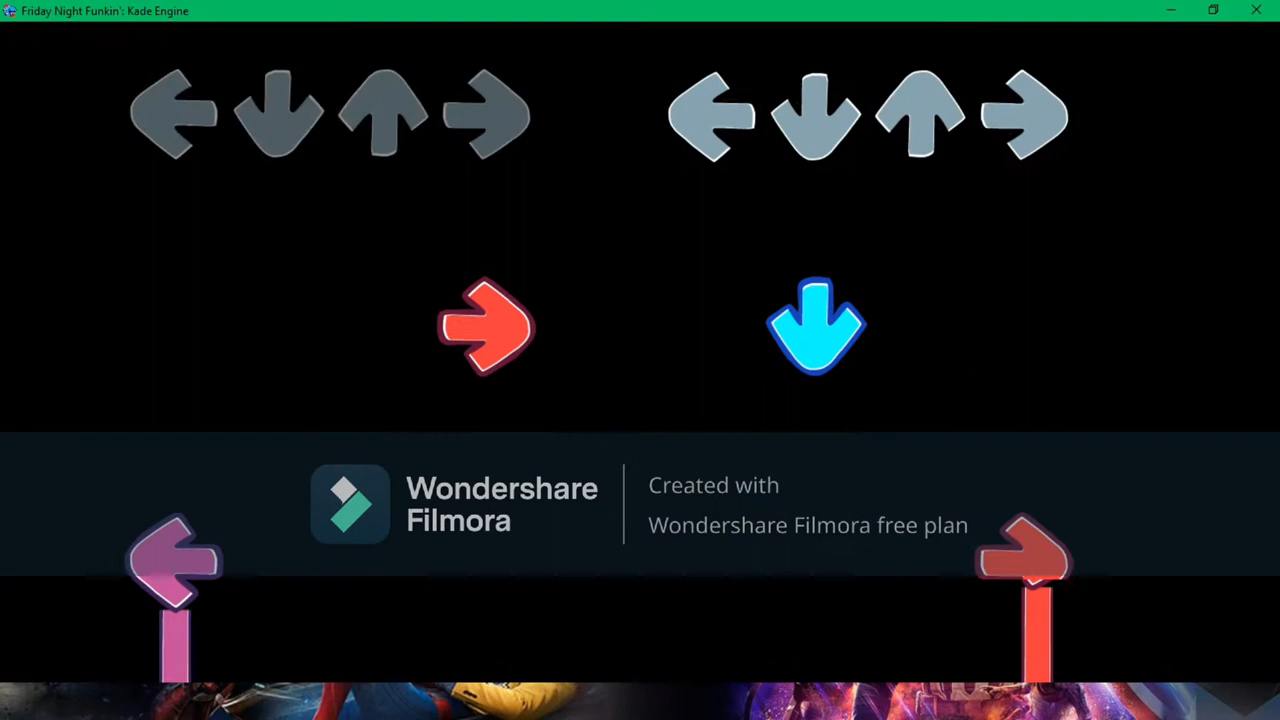 Friday Night Funkin': Kade Engine
Wondershare
Filmora
Created with
Wondershare Filmora free plan